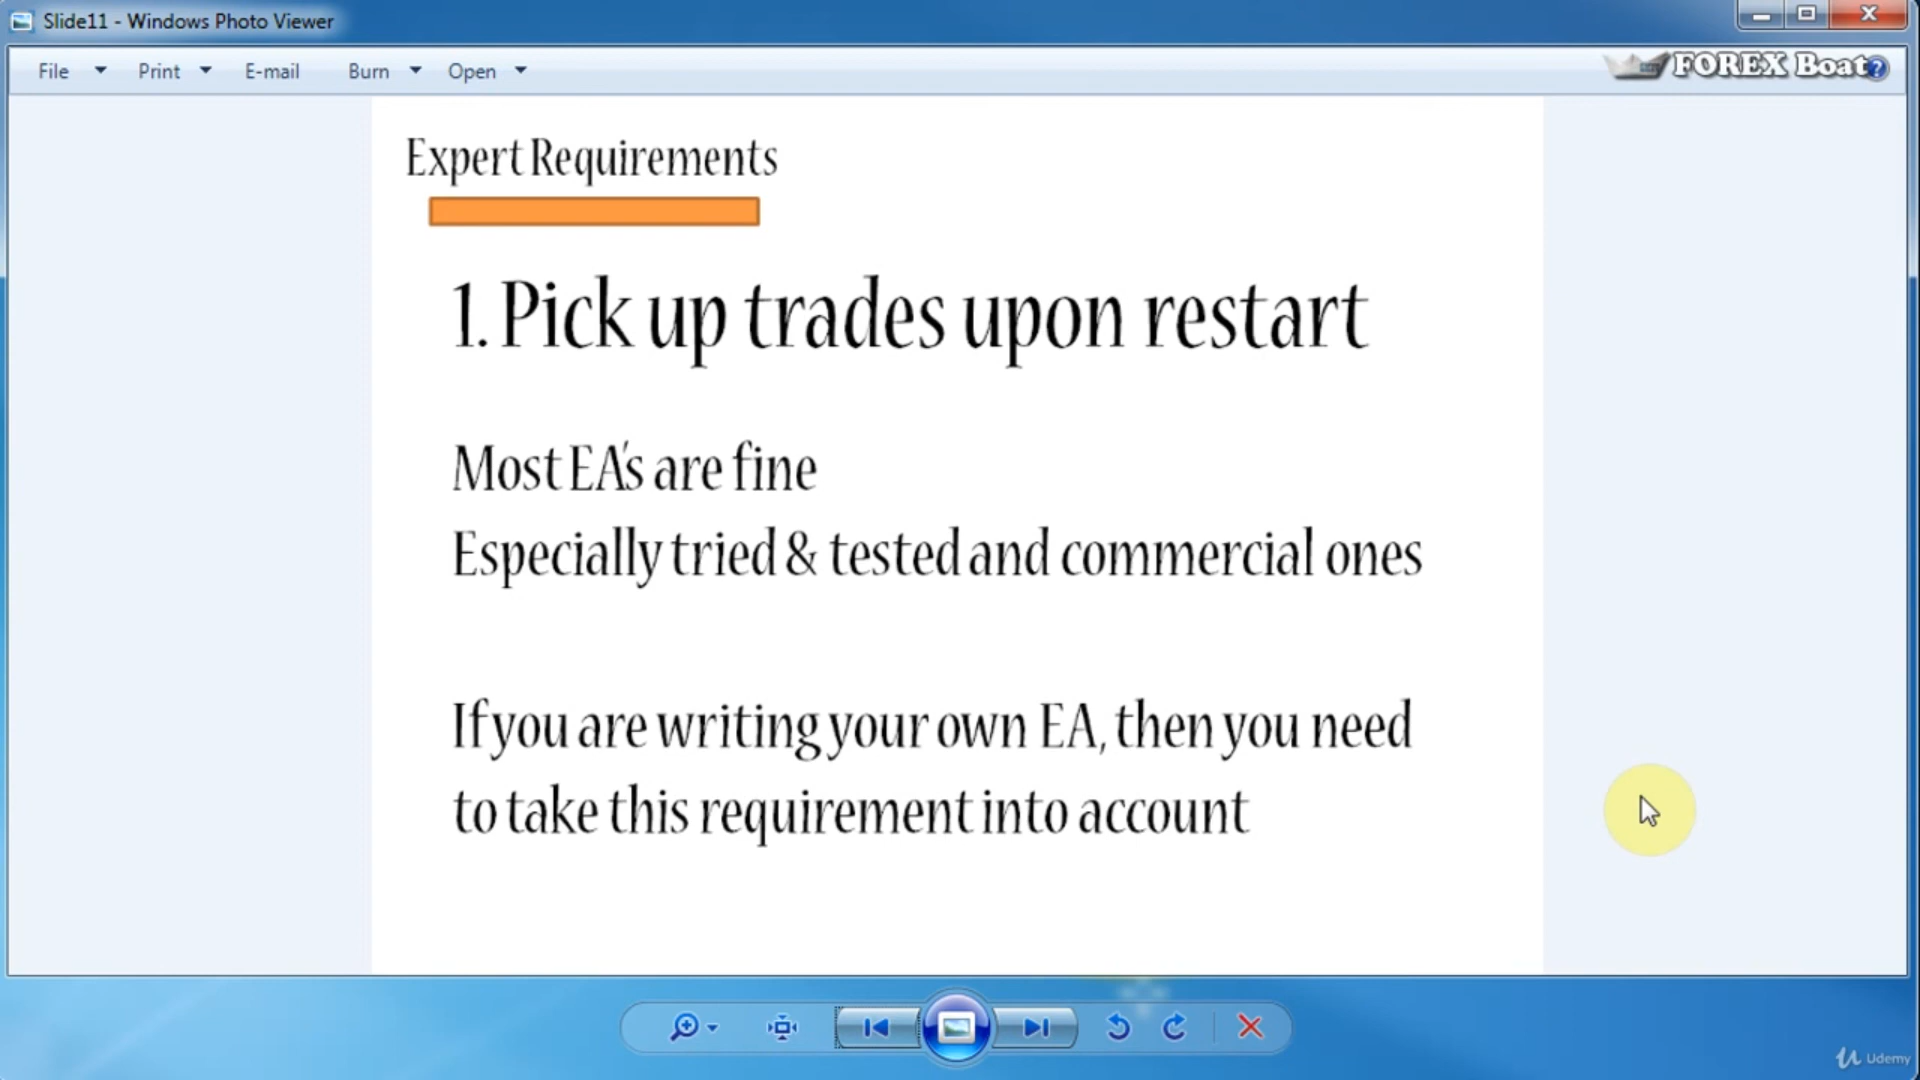 Slide11 - Windows Photo Viewer
File Print E-mail Burn Open
FOREX Boat
Expert Requirements
1. Pick up trades upon restart
Most EA's are fine
Especially tried & tested and commercial ones
If you are writing your own EA, then you need
to take this requirement into account
Udemy